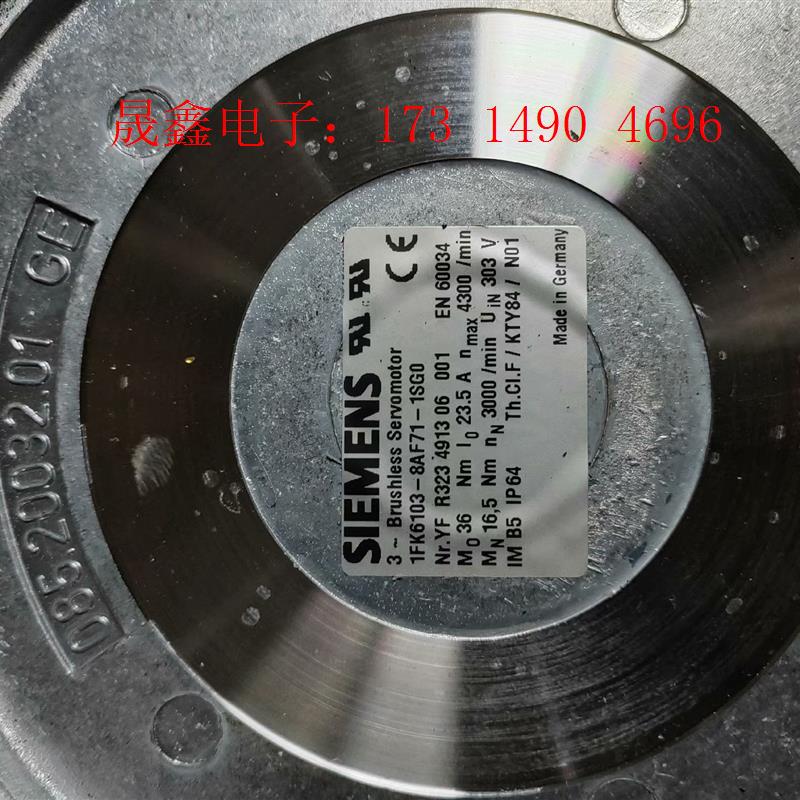 晟鑫电子：173 1490 4696
SIEMENS
3 ~ Brushless Servomotor
1FK6103-8AF71-1SG0
Nr.YF R323 4913 06 001 EN 60034
M0 36 Nm I0 23.5 A nmax 4300 /min
MN 16,5 Nm nN 3000 /min UiN 303 V
IM B5 IP64 Th.Cl.F / KTY84 / N01
Made in Germany
085.20032.01 GE